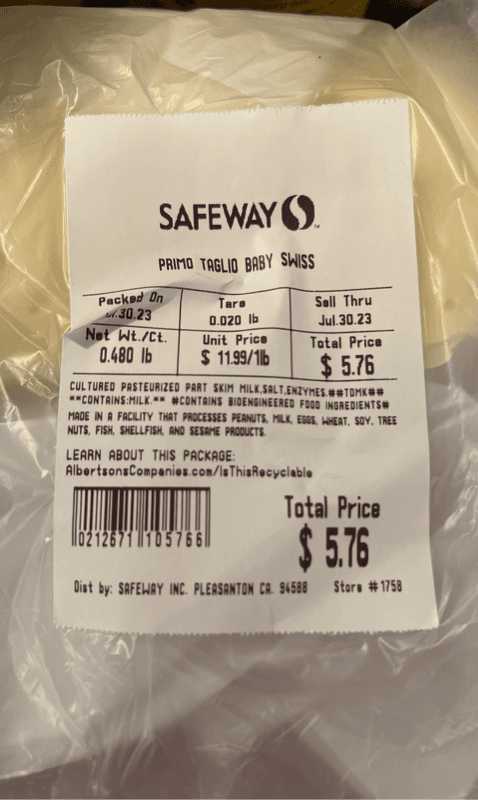 SAFEWAY
PRIMO TAGLIO BABY SWISS
Packed On Tare Sell Thru
Jul.30.23 0.020 lb Jul.30.23
Net Wt./Ct. Unit Price Total Price
0.480 lb $ 11.99/lb $ 5.76
CULTURED PASTEURIZED PART SKIM MILK,SALT,ENZYMES.##TDMK##
**CONTAINS:MILK.** #CONTAINS BIOENGINEERED FOOD INGREDIENTS#
MADE IN A FACILITY THAT PROCESSES PEANUTS, MILK, EGGS, WHEAT, SOY, TREE
NUTS, FISH, SHELLFISH, AND SESAME PRODUCTS.
LEARN ABOUT THIS PACKAGE:
AlbertsonsCompanies.com/IsThisRecyclable
Total Price
$ 5.76
0212671 105766
Dist by: SAFEWAY INC. PLEASANTON CA. 94588 Store #1758